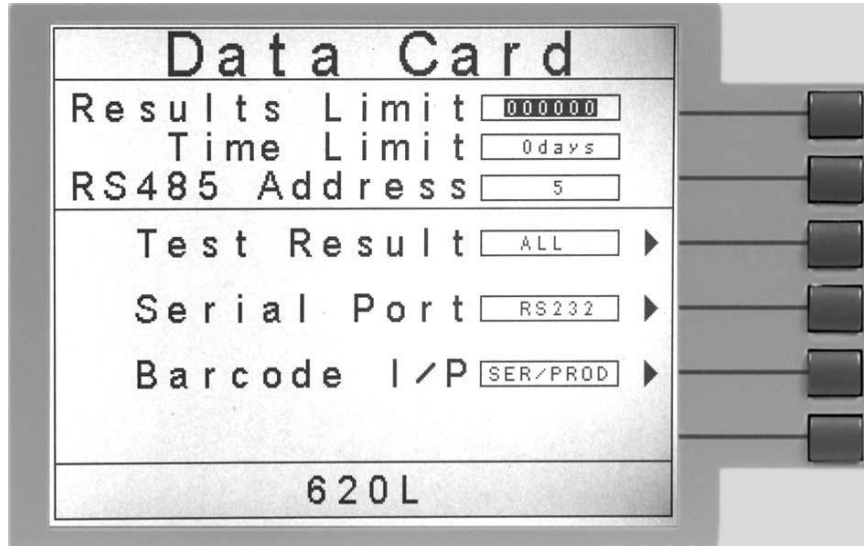 Data Card
Results Limit 000000
Time Limit 0days
RS485 Address 5
Test Result ALL
Serial Port RS232
Barcode I/P SER/PROD
620L